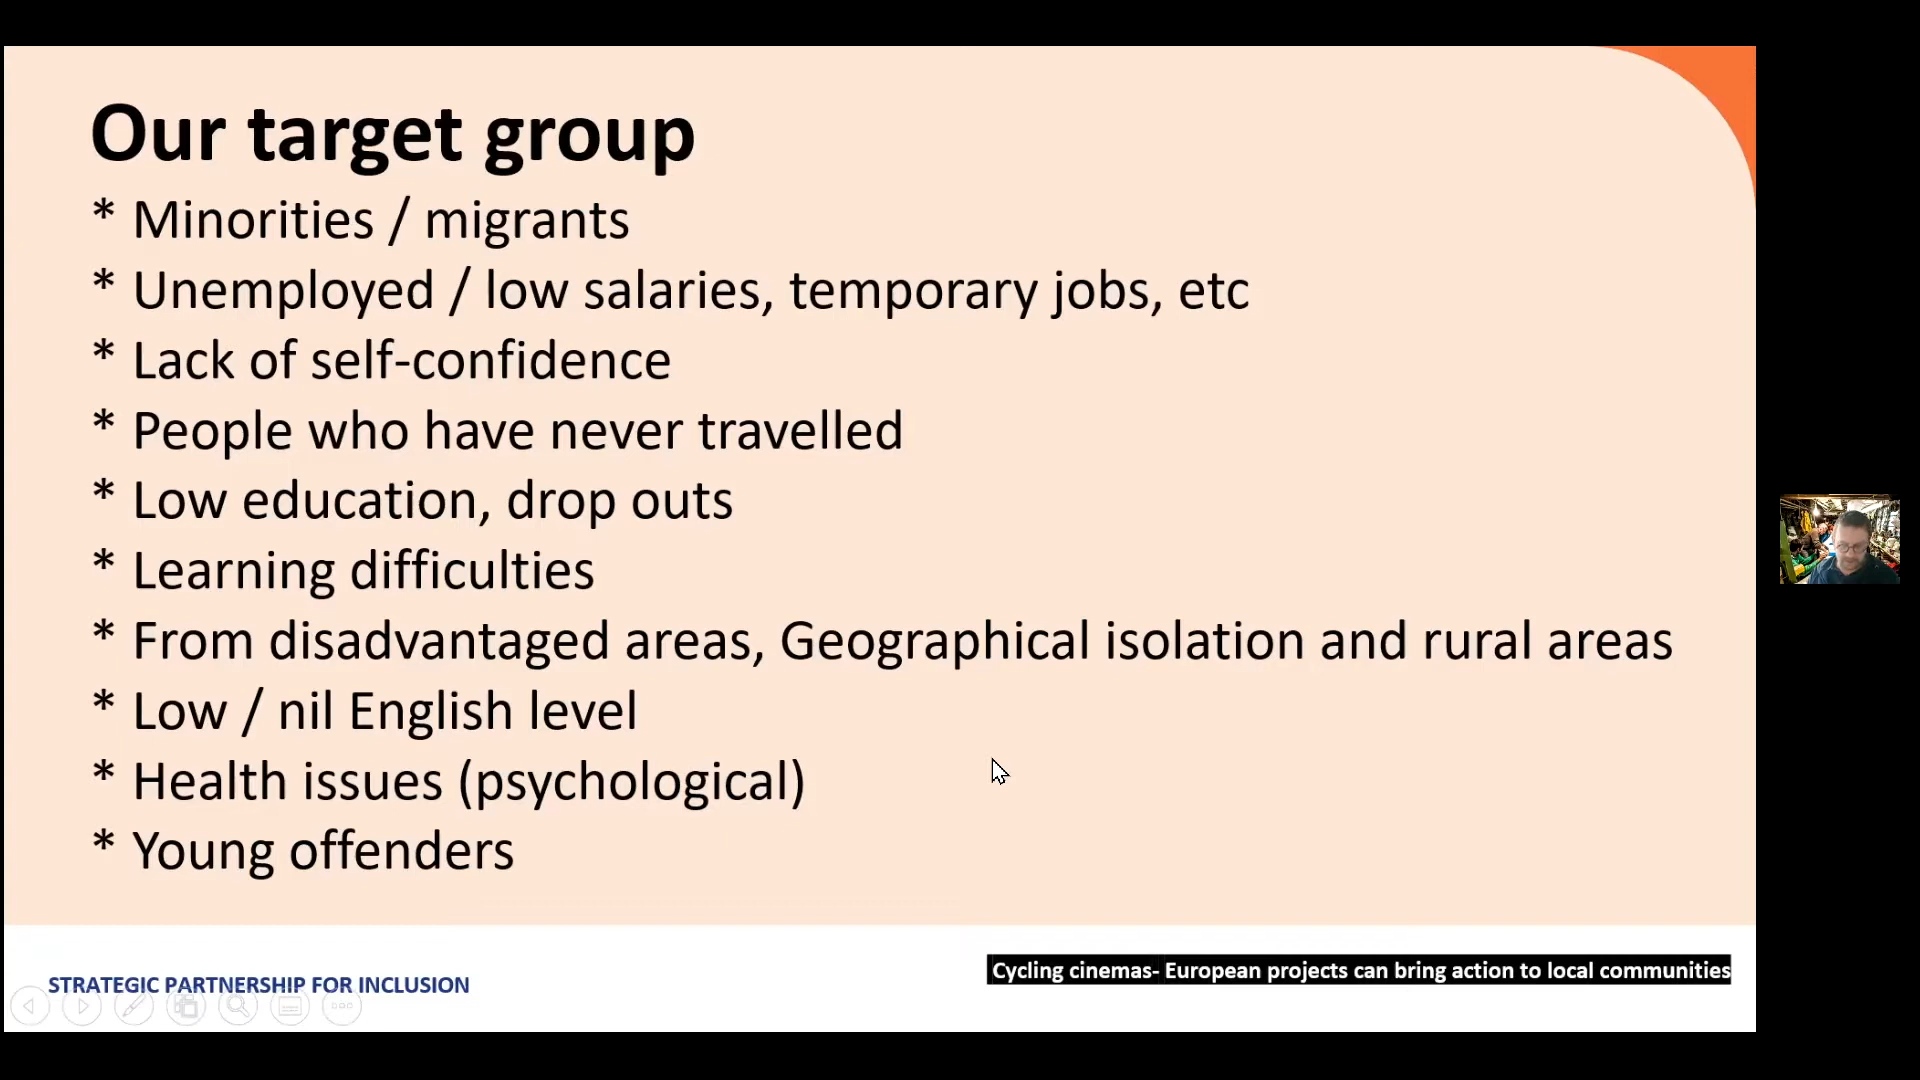 Our target group
* Minorities / migrants
* Unemployed / low salaries, temporary jobs, etc
* Lack of self-confidence
* People who have never travelled
* Low education, drop outs
* Learning difficulties
* From disadvantaged areas, Geographical isolation and rural areas
* Low / nil English level
* Health issues (psychological)
* Young offenders
Cycling cinemas- European projects can bring action to local communities
STRATEGIC PARTNERSHIP FOR INCLUSION